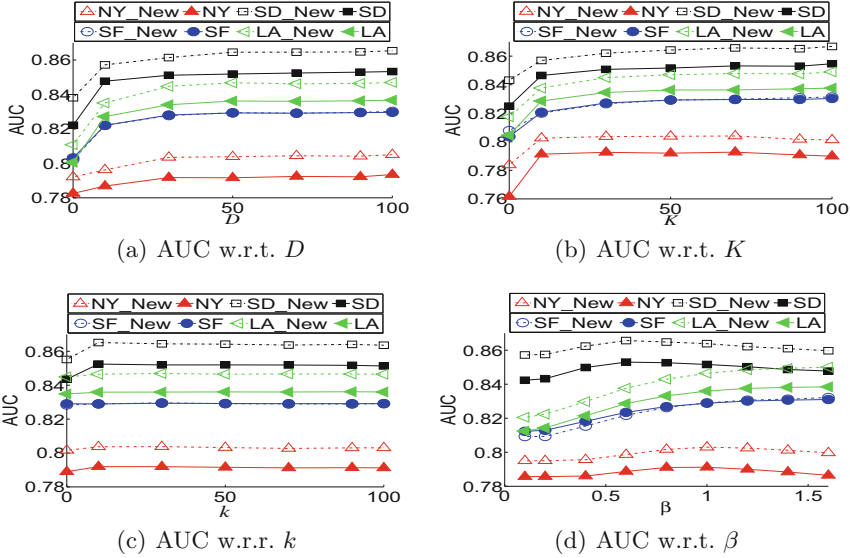 NY_New NY SD_New SD
SF_New SF LA_New LA
AUC
0.86
0.84
0.82
0.8
0.78
0 50 100
D
(a) AUC w.r.t. D
NY_New NY SD_New SD
SF_New SF LA_New LA
AUC
0.86
0.84
0.82
0.8
0.78
0.76
0 50 100
K
(b) AUC w.r.t. K
NY_New NY SD_New SD
SF_New SF LA_New LA
AUC
0.86
0.84
0.82
0.8
0.78
0 50 100
k
(c) AUC w.r.r. k
NY_New NY SD_New SD
SF_New SF LA_New LA
AUC
0.86
0.84
0.82
0.8
0.78
0 0.5 1 1.5
β
(d) AUC w.r.t. β